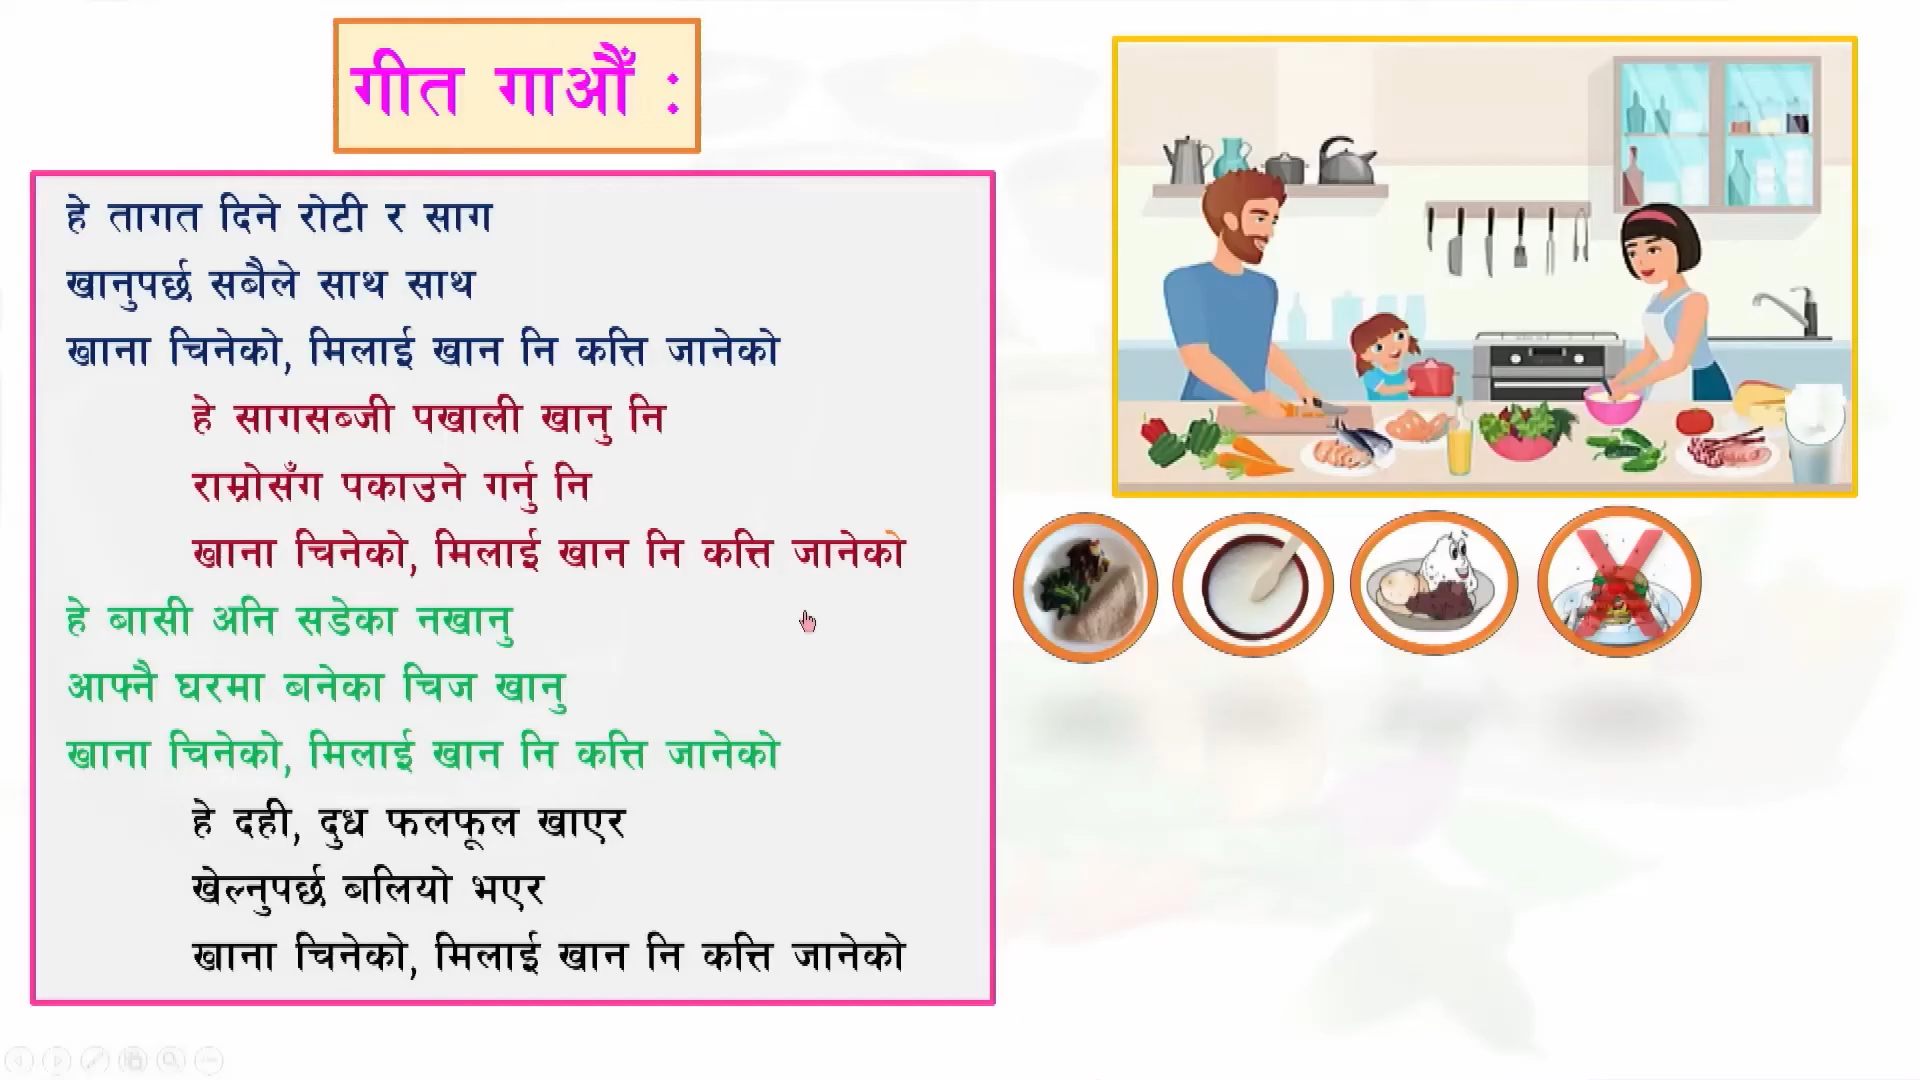 गीत गाऔँ :
हे तागत दिने रोटी र साग
खानुपर्छ सबैले साथ साथ
खाना चिनेको, मिलाई खान नि कत्ति जानेको
हे सागसब्जी पखाली खानु नि
राम्रोसँग पकाउने गर्नु नि
खाना चिनेको, मिलाई खान नि कत्ति जानेको
हे बासी अनि सडेका नखानु
आफ्नै घरमा बनेका चिज खानु
खाना चिनेको, मिलाई खान नि कत्ति जानेको
हे दही, दुध फलफूल खाएर
खेल्नुपर्छ बलियो भएर
खाना चिनेको, मिलाई खान नि कत्ति जानेको